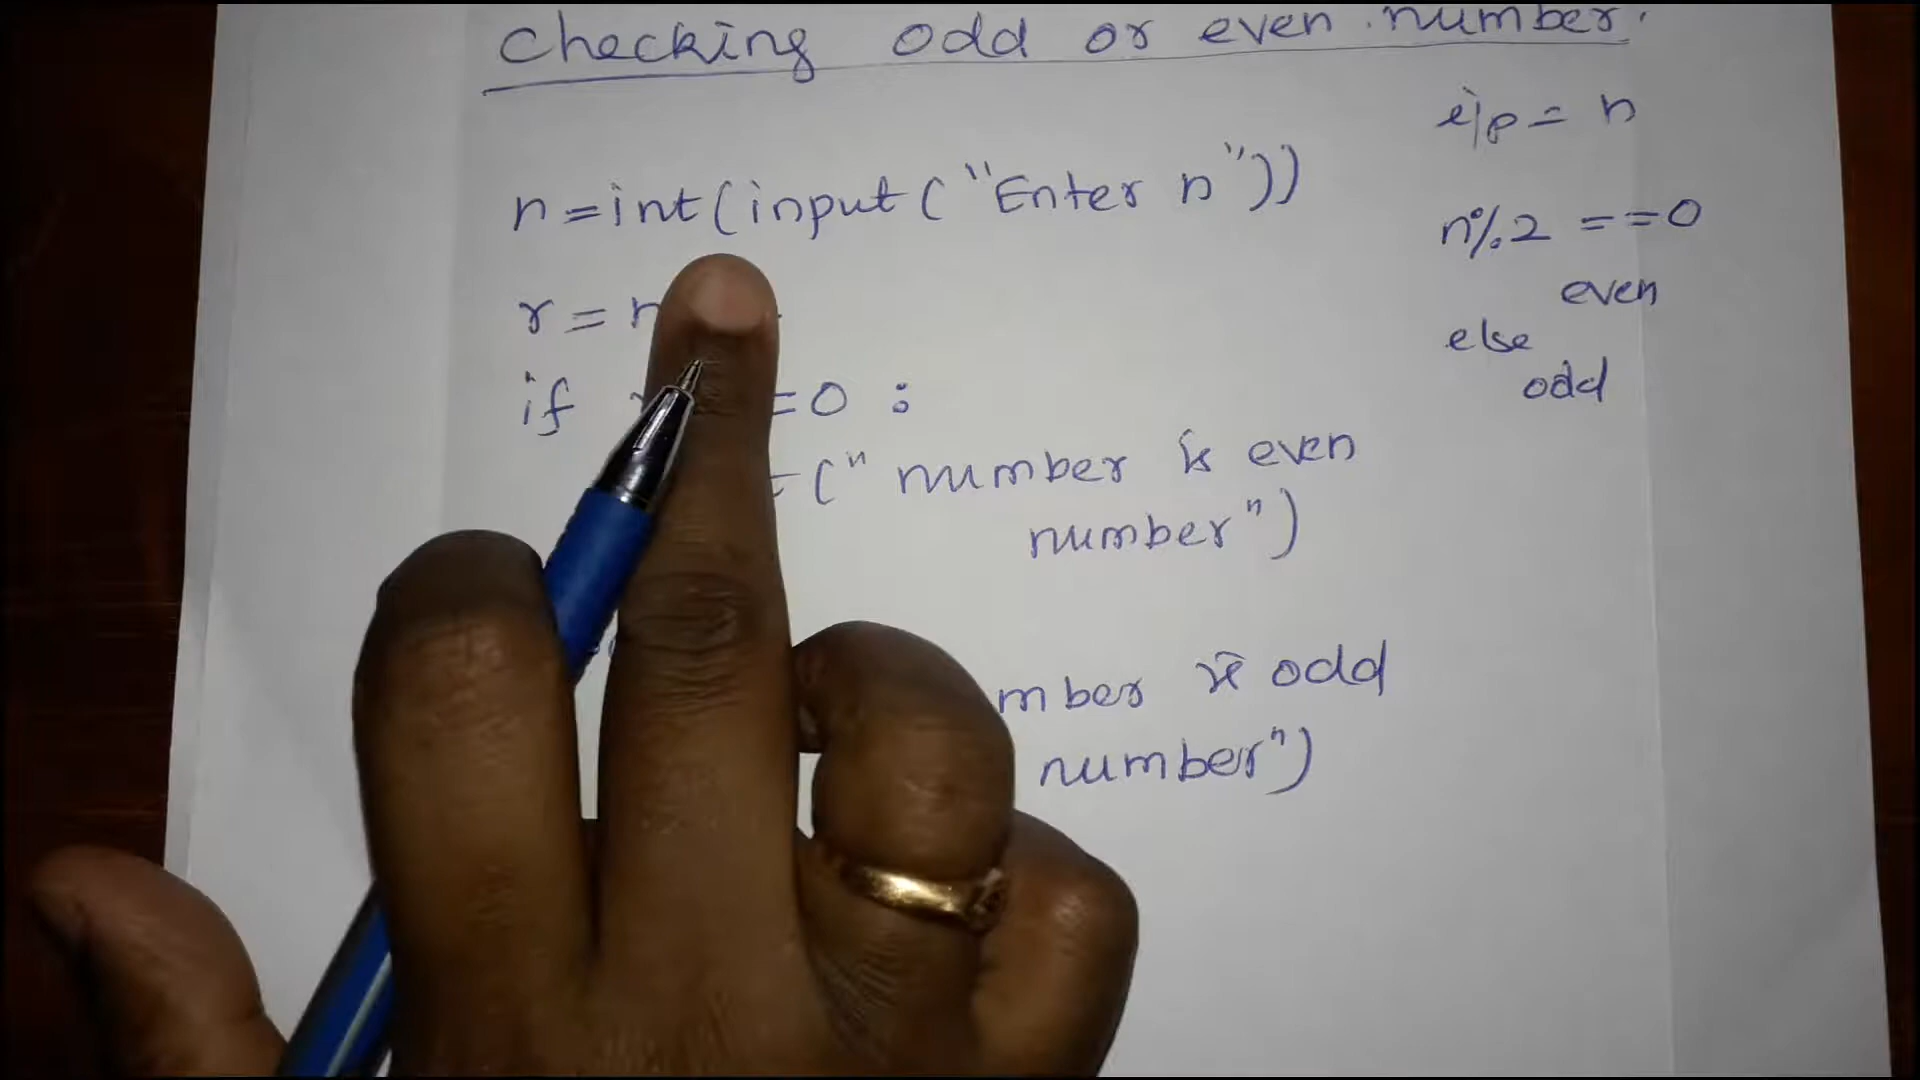 checking odd or even number.
i/p = n
n=int(input("Enter n"))
n%2 ==0
even
r =
else
odd
if =0 :
(" number is even
number")
mber is odd
number")